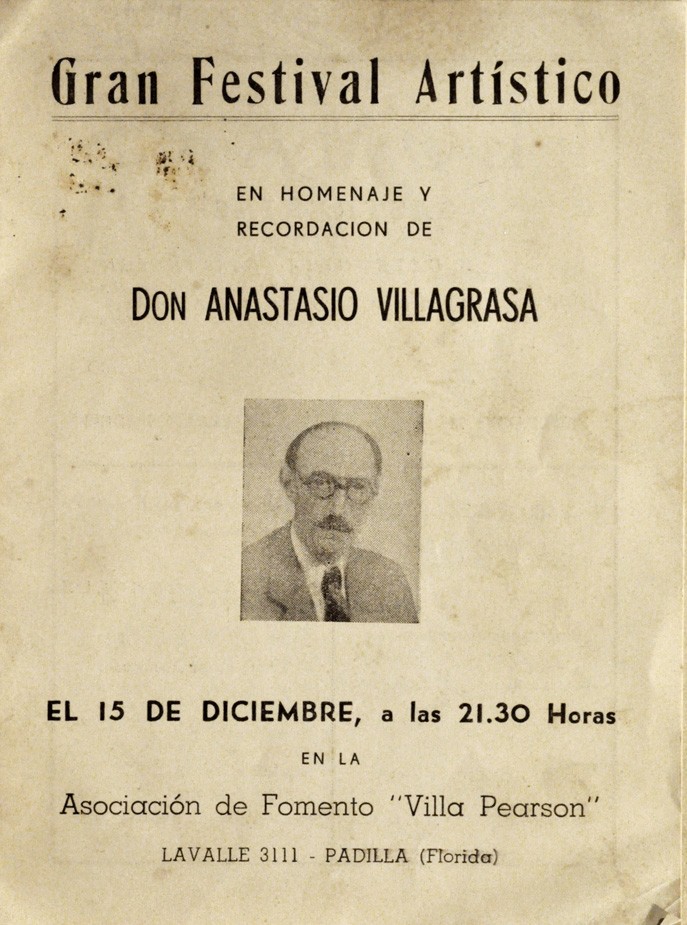 Gran Festival Artístico
EN HOMENAJE Y
RECORDACION DE
DON ANASTASIO VILLAGRASA
EL 15 DE DICIEMBRE, a las 21.30 Horas
EN LA
Asociación de Fomento "Villa Pearson"
LAVALLE 3111 - PADILLA (Florida)